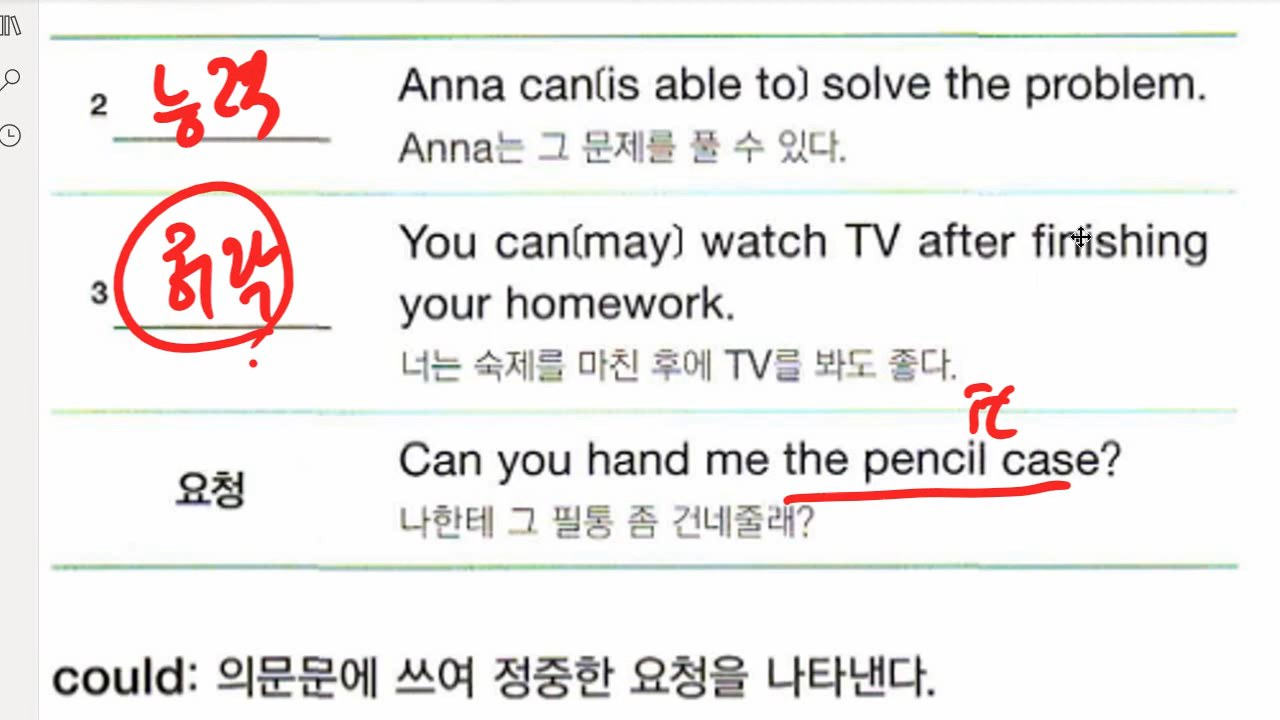 2 능력 Anna can(is able to) solve the problem.
Anna는 그 문제를 풀 수 있다.
3 허락 You can(may) watch TV after finishing
your homework.
너는 숙제를 마친 후에 TV를 봐도 좋다.
it
요청 Can you hand me the pencil case?
나한테 그 필통 좀 건네줄래?
could: 의문문에 쓰여 정중한 요청을 나타낸다.